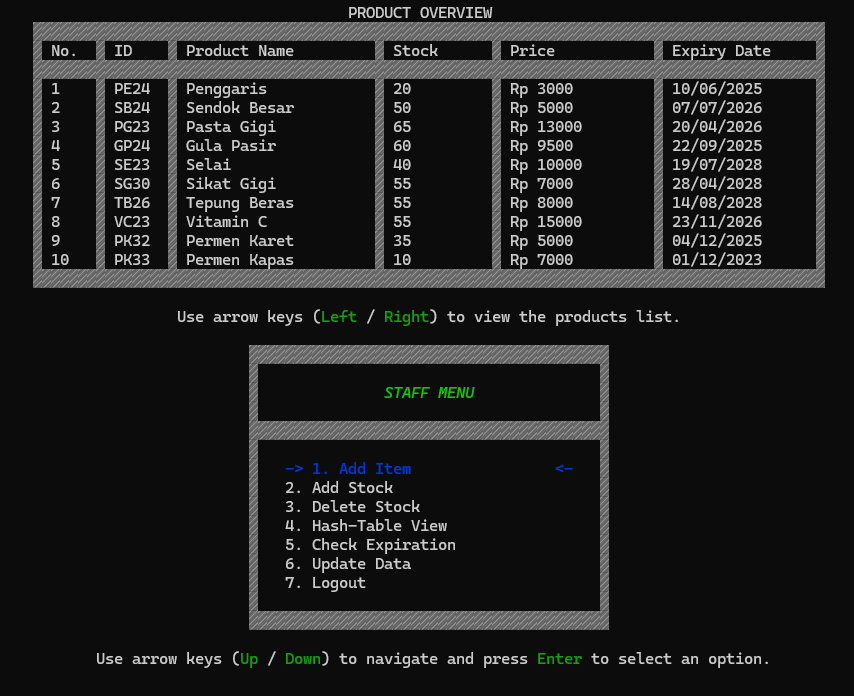 PRODUCT OVERVIEW
No. ID Product Name Stock Price Expiry Date
1 PE24 Penggaris 20 Rp 3000 10/06/2025
2 SB24 Sendok Besar 50 Rp 5000 07/07/2026
3 PG23 Pasta Gigi 65 Rp 13000 20/04/2026
4 GP24 Gula Pasir 60 Rp 9500 22/09/2025
5 SE23 Selai 40 Rp 10000 19/07/2028
6 SG30 Sikat Gigi 55 Rp 7000 28/04/2028
7 TB26 Tepung Beras 55 Rp 8000 14/08/2028
8 VC23 Vitamin C 55 Rp 15000 23/11/2026
9 PK32 Permen Karet 35 Rp 5000 04/12/2025
10 PK33 Permen Kapas 10 Rp 7000 01/12/2023
Use arrow keys (Left / Right) to view the products list.
STAFF MENU
-> 1. Add Item <-
2. Add Stock
3. Delete Stock
4. Hash-Table View
5. Check Expiration
6. Update Data
7. Logout
Use arrow keys (Up / Down) to navigate and press Enter to select an option.